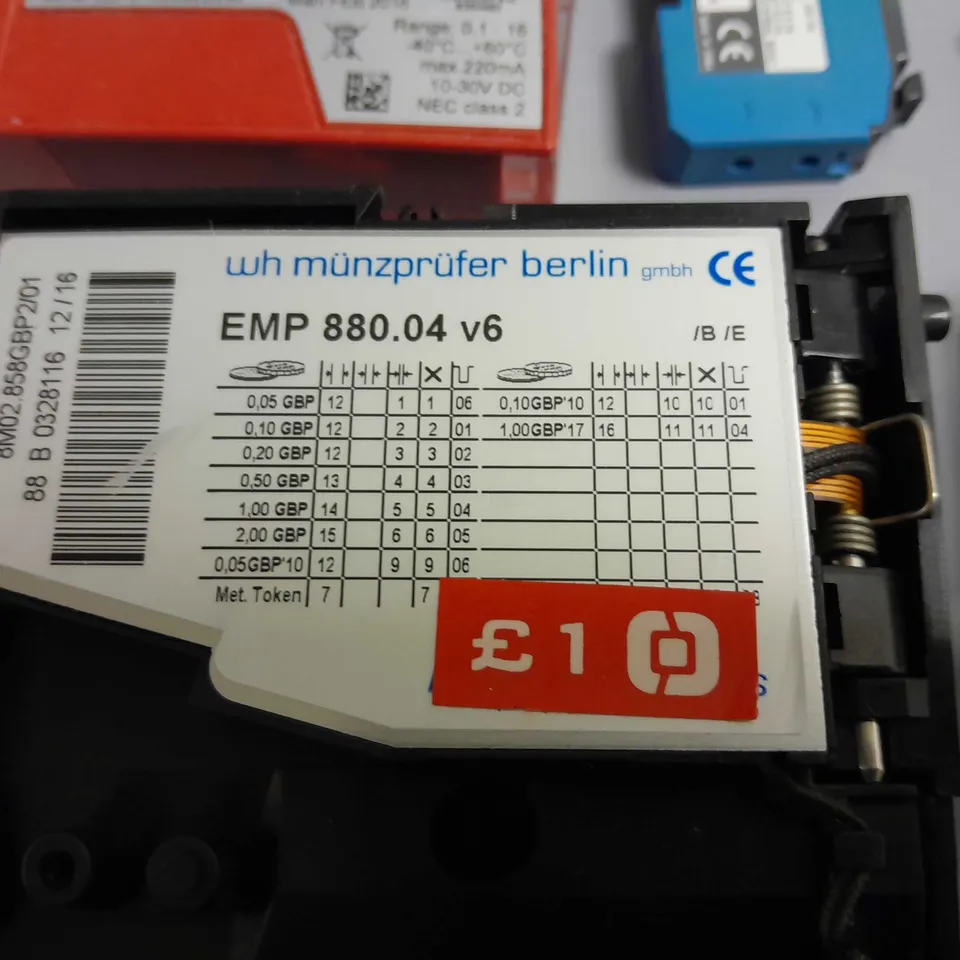 Range: 0.1 - 16
-40°C...+60°C
max.220mA
10-30V DC
NEC class 2
CE
8M02.858GBP2/01
88 B 0328116 12/16
wh münzprüfer berlin gmbh CE
EMP 880.04 v6 /B /E
0,05 GBP 12 1 1 06 0,10GBP'10 12 10 10 01
0,10 GBP 12 2 2 01 1,00GBP'17 16 11 11 04
0,20 GBP 12 3 3 02
0,50 GBP 13 4 4 03
1,00 GBP 14 5 5 04
2,00 GBP 15 6 6 05
0,05GBP'10 12 9 9 06
Met. Token 7 7
£1